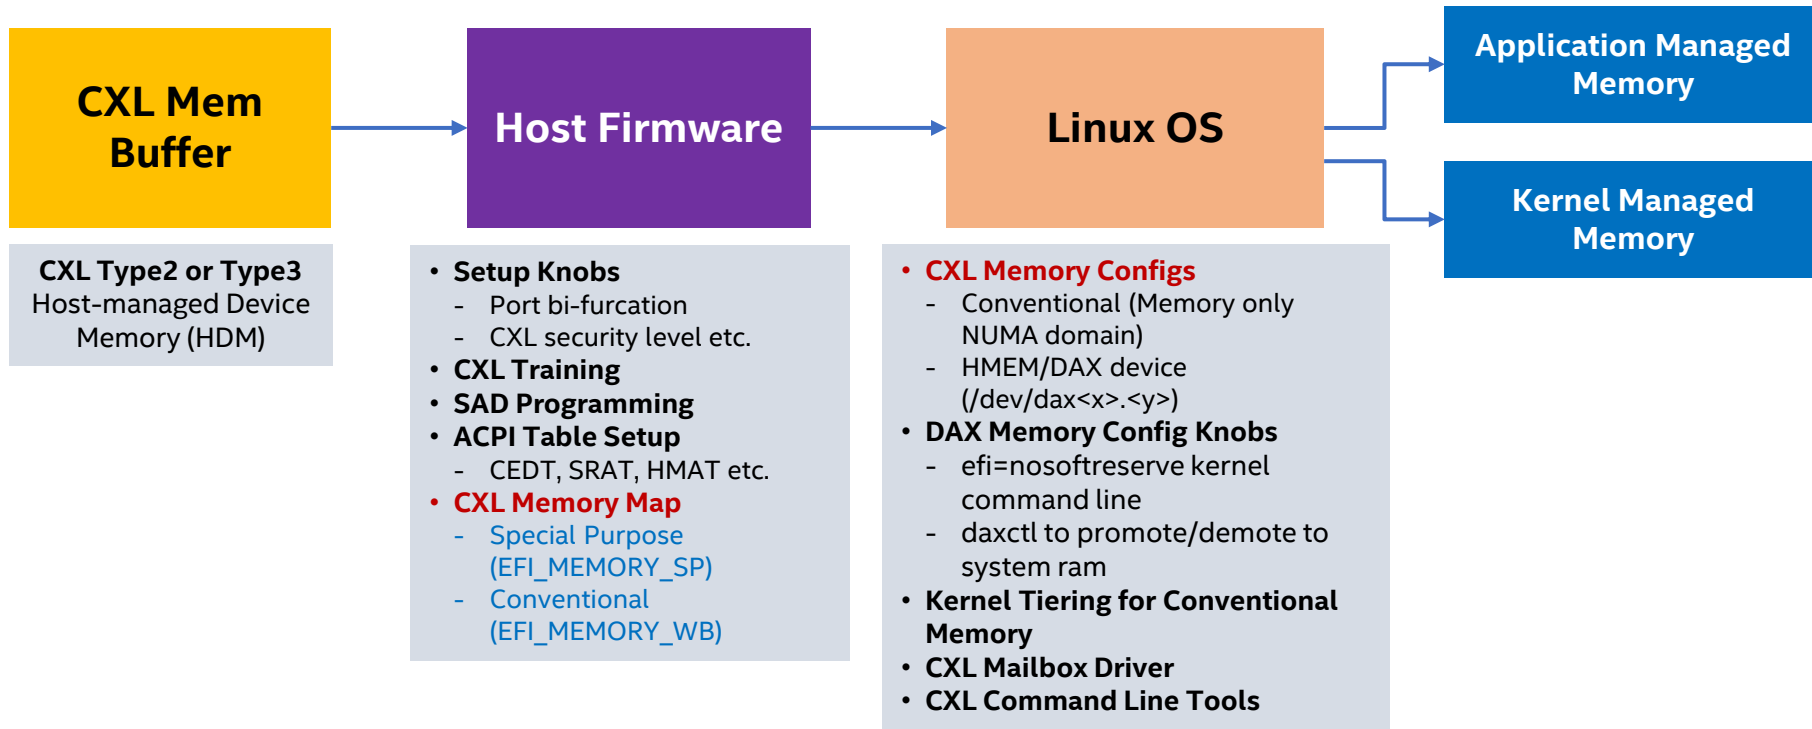 CXL Mem
Buffer
Host Firmware
Linux OS
Application Managed
Memory
Kernel Managed
Memory
CXL Type2 or Type3
Host-managed Device
Memory (HDM)
• Setup Knobs
- Port bi-furcation
- CXL security level etc.
• CXL Training
• SAD Programming
• ACPI Table Setup
- CEDT, SRAT, HMAT etc.
• CXL Memory Map
- Special Purpose
(EFI_MEMORY_SP)
- Conventional
(EFI_MEMORY_WB)
• CXL Memory Configs
- Conventional (Memory only
NUMA domain)
- HMEM/DAX device
(/dev/dax<x>.<y>)
• DAX Memory Config Knobs
- efi=nosoftreserve kernel
command line
- daxctl to promote/demote to
system ram
• Kernel Tiering for Conventional
Memory
• CXL Mailbox Driver
• CXL Command Line Tools